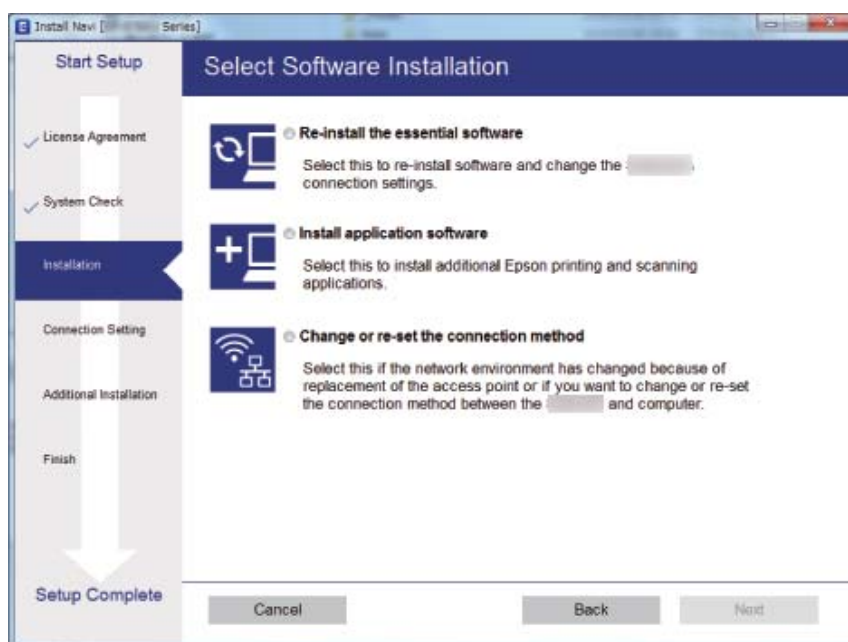 Install Navi [ Series]
Start Setup
License Agreement
System Check
Installation
Connection Setting
Additional Installation
Finish
Setup Complete
Select Software Installation
Re-install the essential software
Select this to re-install software and change the
connection settings.
Install application software
Select this to install additional Epson printing and scanning
applications.
Change or re-set the connection method
Select this if the network environment has changed because of
replacement of the access point or if you want to change or re-set
the connection method between the and computer.
Cancel
Back
Next